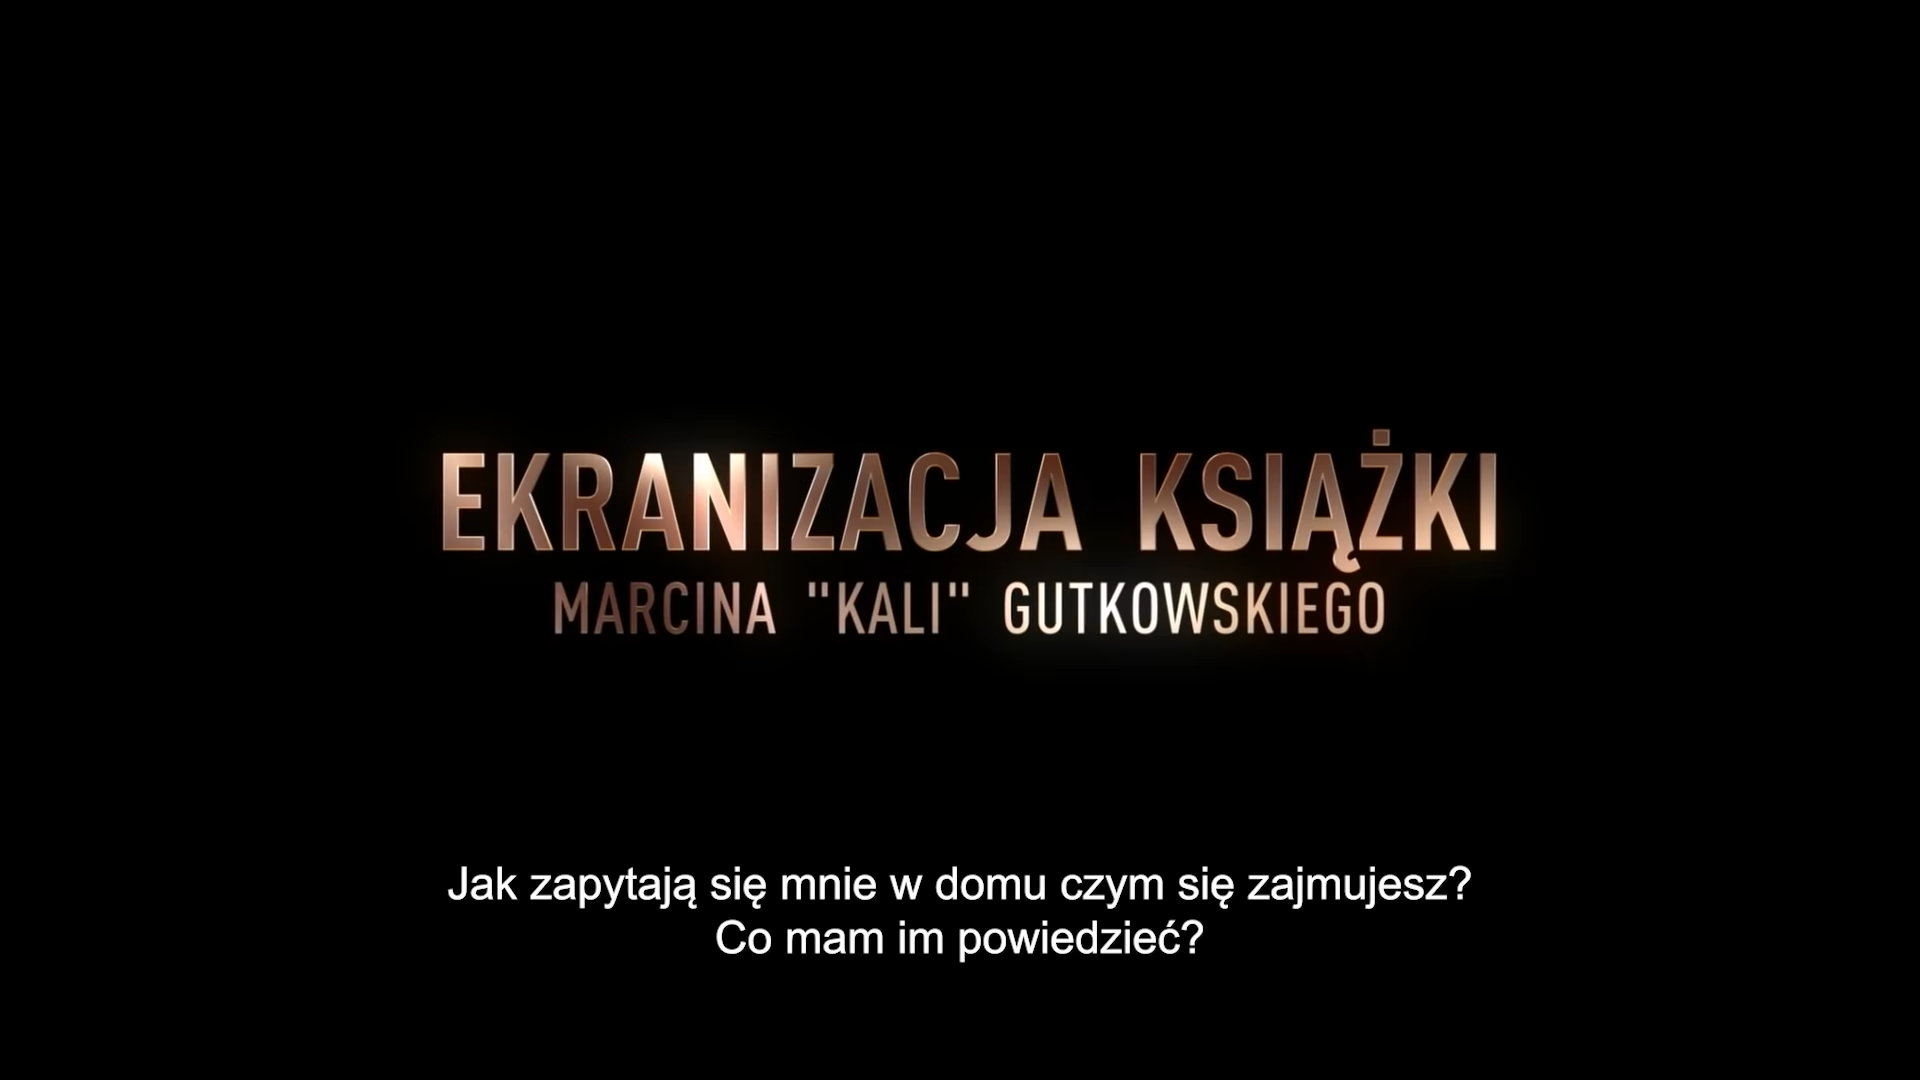 EKRANIZACJA KSIĄŻKI
MARCINA "KALI" GUTKOWSKIEGO
Jak zapytają się mnie w domu czym się zajmujesz?
Co mam im powiedzieć?